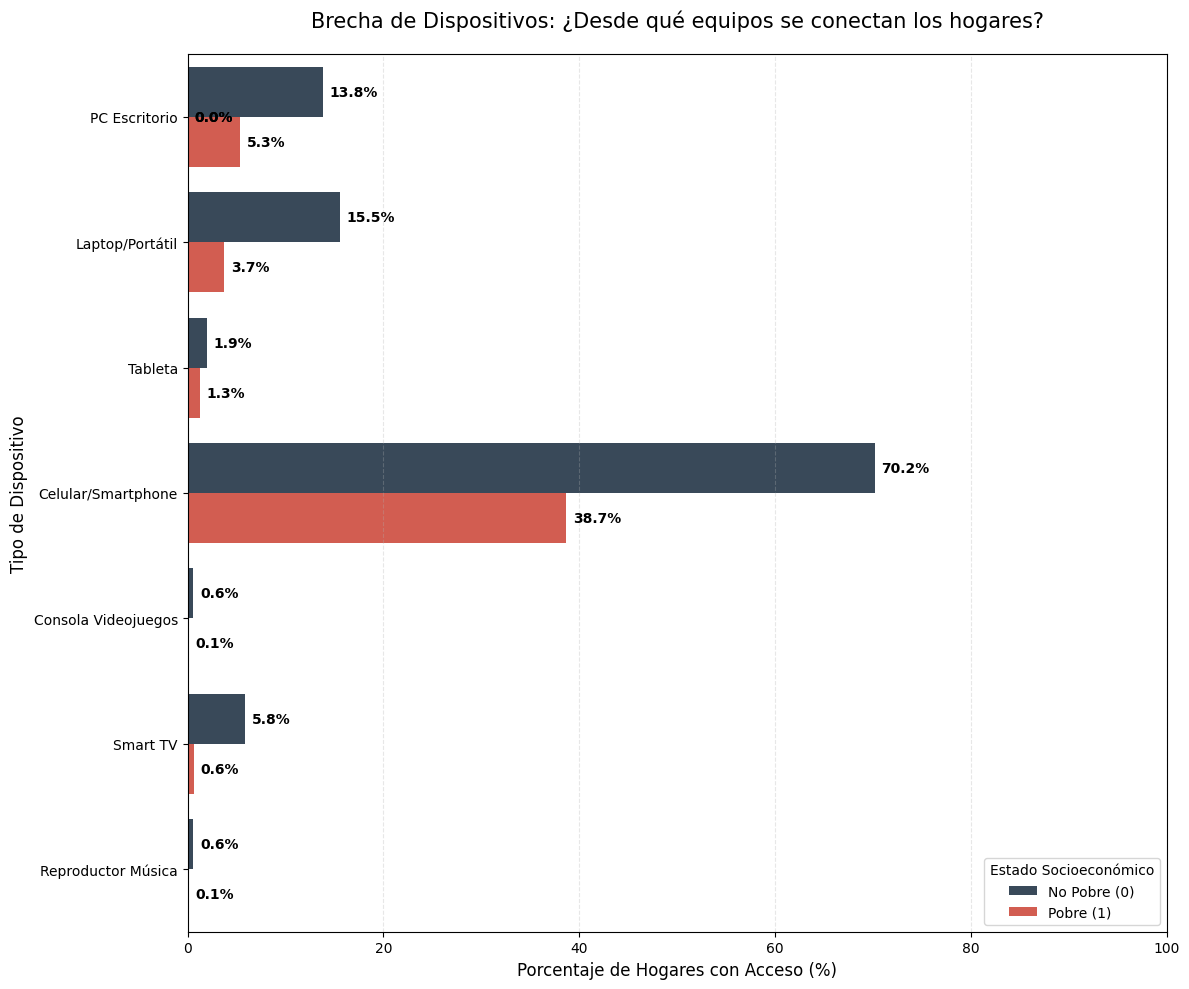 Brecha de Dispositivos: ¿Desde qué equipos se conectan los hogares?
Tipo de Dispositivo
PC Escritorio
13.8%
0.0%
5.3%
Laptop/Portátil
15.5%
3.7%
Tableta
1.9%
1.3%
Celular/Smartphone
70.2%
38.7%
Consola Videojuegos
0.6%
0.1%
Smart TV
5.8%
0.6%
Reproductor Música
0.6%
0.1%
Estado Socioeconómico
No Pobre (0)
Pobre (1)
0 20 40 60 80 100
Porcentaje de Hogares con Acceso (%)